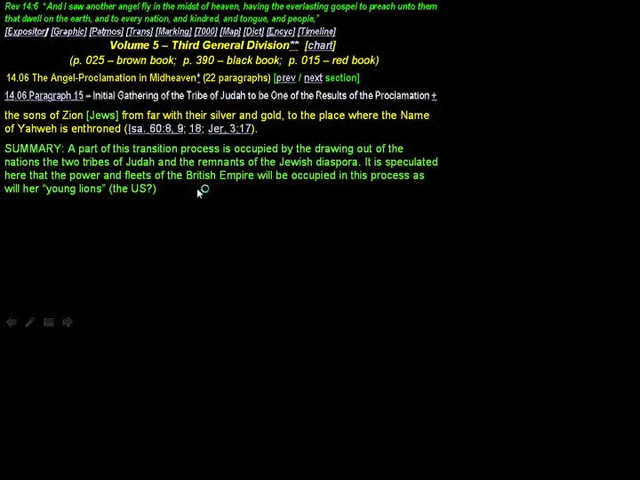 Rev 14:6 "And I saw another angel fly in the midst of heaven, having the everlasting gospel to preach unto them
that dwell on the earth, and to every nation, and kindred, and tongue, and people,"
[Expositor] [Graphic] [Patmos] [Trans] [Marking] [7000] [Map] [Dict] [Encyc] [Timeline]
Volume 5 – Third General Division** [chart]
(p. 025 – brown book; p. 390 – black book; p. 015 – red book)
14.06 The Angel-Proclamation in Midheaven* (22 paragraphs) [prev / next section]
14.06 Paragraph 15 – Initial Gathering of the Tribe of Judah to be One of the Results of the Proclamation +
the sons of Zion [Jews] from far with their silver and gold, to the place where the Name
of Yahweh is enthroned (Isa. 60:8, 9; 18; Jer. 3:17).
SUMMARY: A part of this transition process is occupied by the drawing out of the
nations the two tribes of Judah and the remnants of the Jewish diaspora. It is speculated
here that the power and fleets of the British Empire will be occupied in this process as
will her "young lions" (the US?)